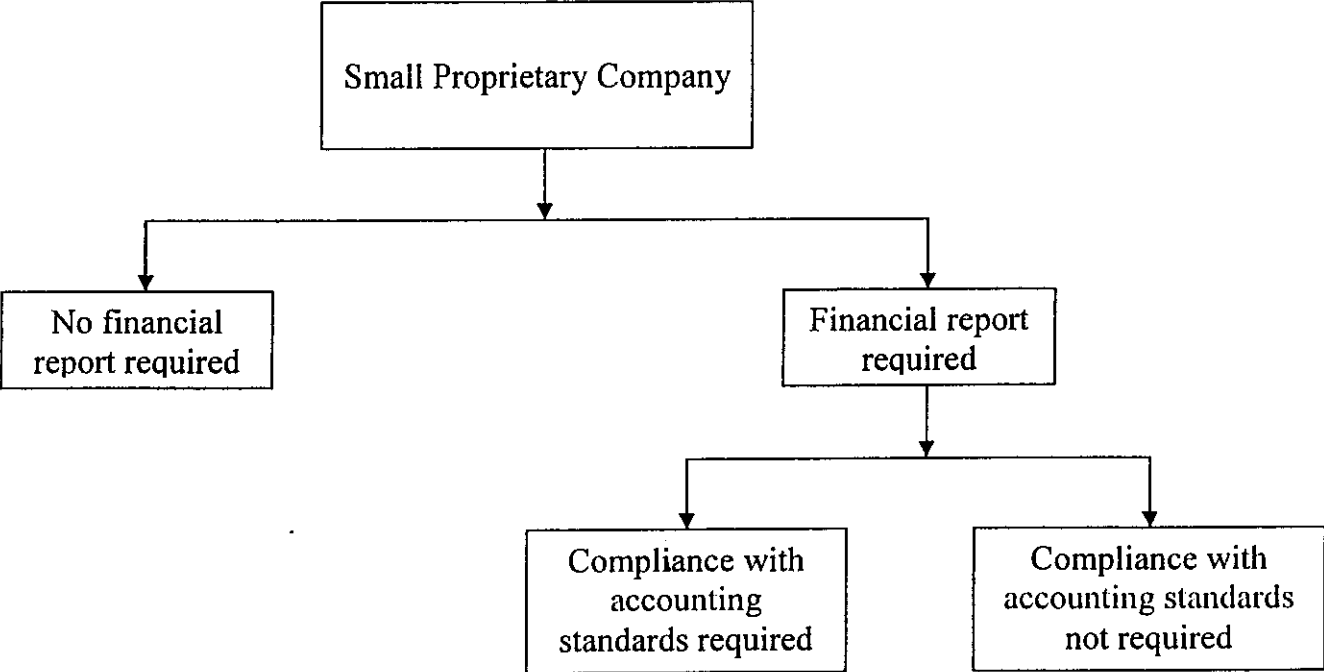 Small Proprietary Company
No financial
report required
Financial report
required
Compliance with
accounting
standards required
Compliance with
accounting standards
not required